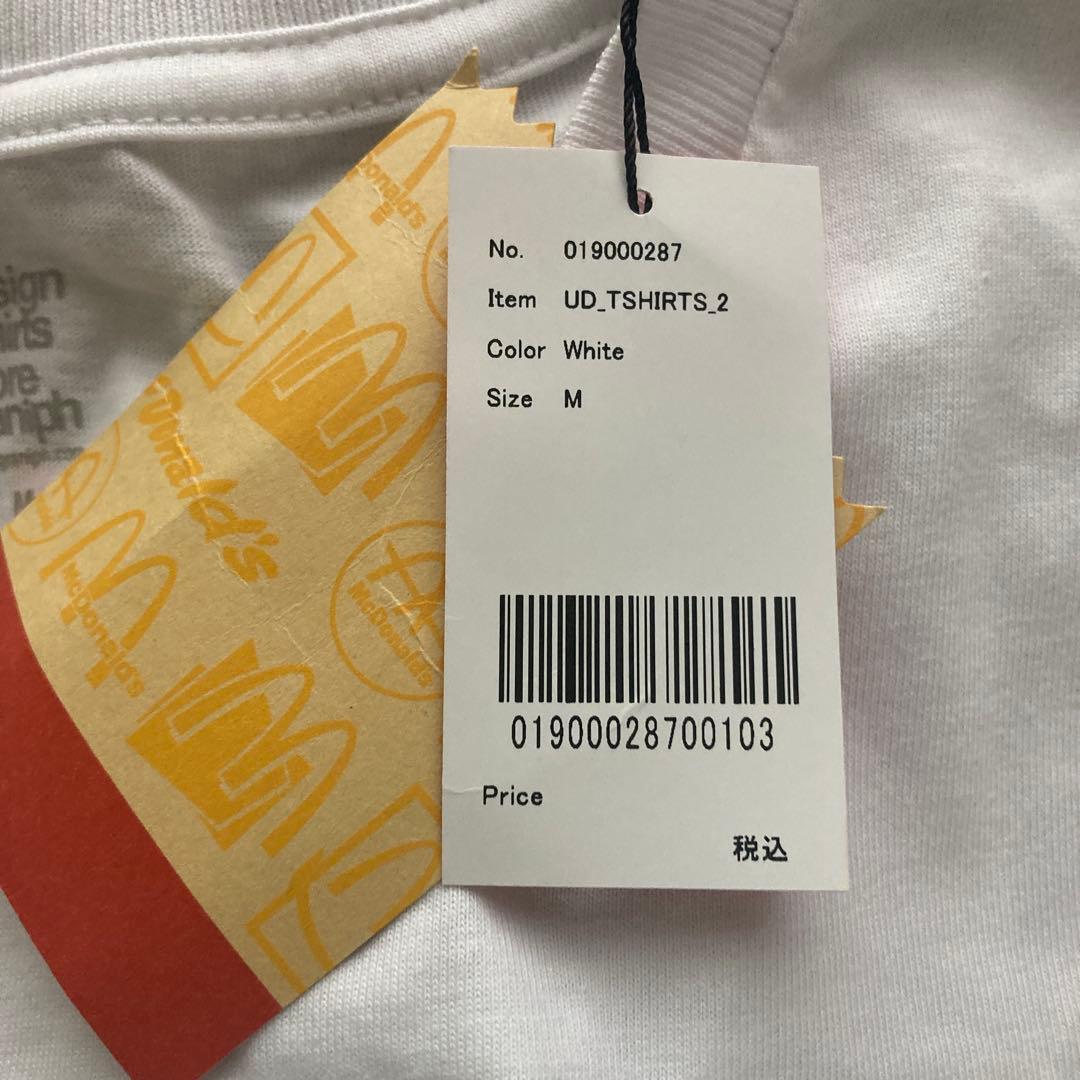 No. 019000287
Item UD_TSHIRTS_2
Color White
Size M
01900028700103
Price
税込
McDonald's
McDonald's
McDonald's